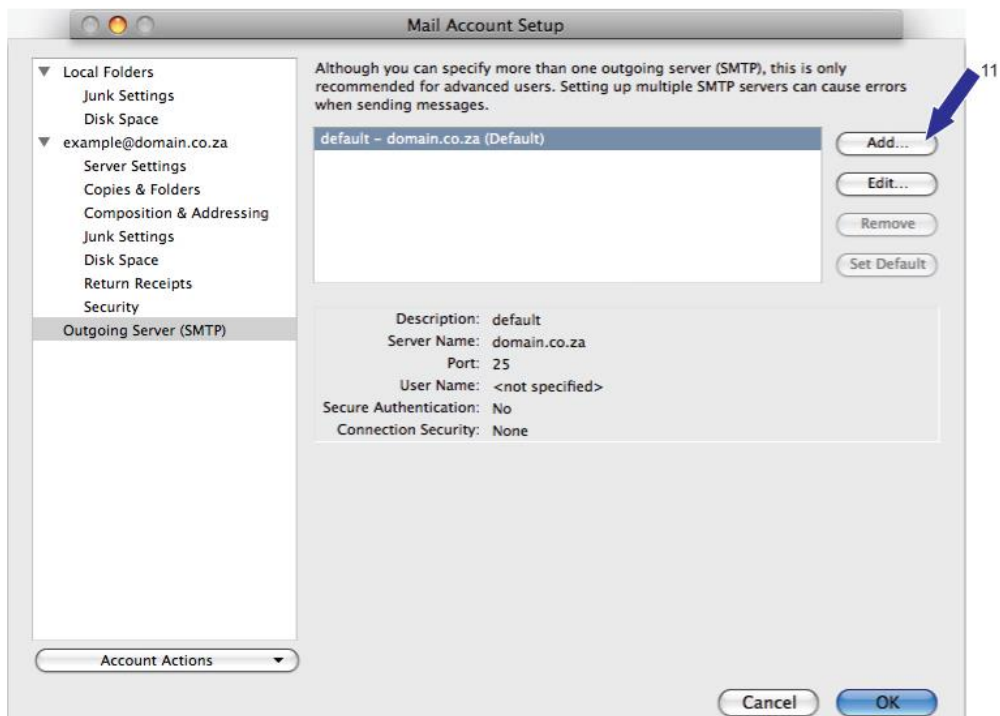 Mail Account Setup
Local Folders
Junk Settings
Disk Space
example@domain.co.za
Server Settings
Copies & Folders
Composition & Addressing
Junk Settings
Disk Space
Return Receipts
Security
Outgoing Server (SMTP)
Account Actions
Although you can specify more than one outgoing server (SMTP), this is only
recommended for advanced users. Setting up multiple SMTP servers can cause errors
when sending messages.
default – domain.co.za (Default)
Add...
Edit...
Remove
Set Default
11
Description: default
Server Name: domain.co.za
Port: 25
User Name: <not specified>
Secure Authentication: No
Connection Security: None
Cancel
OK